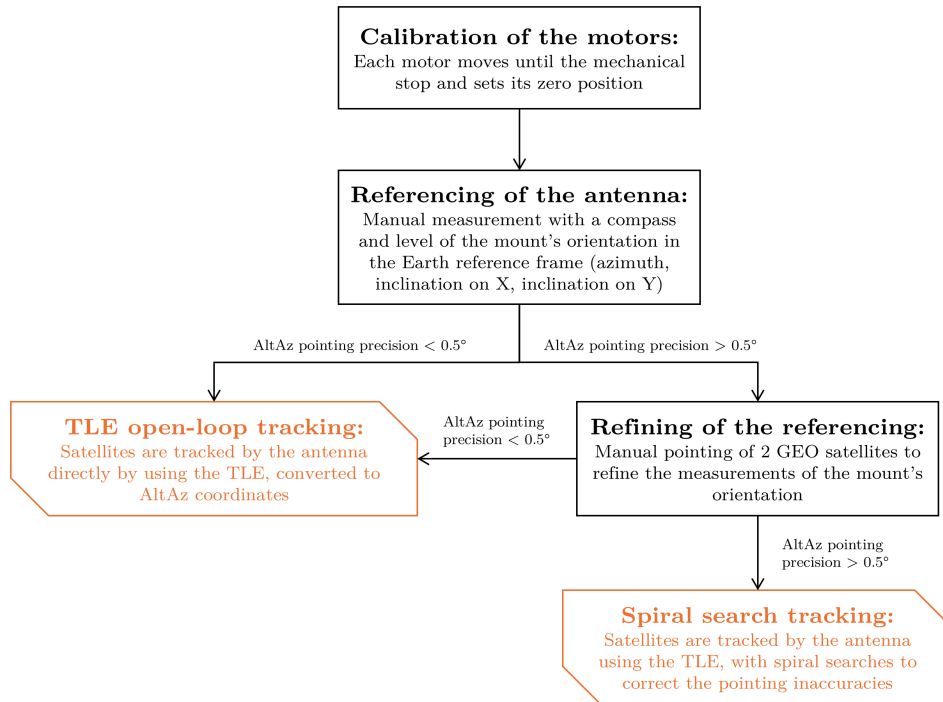 Calibration of the motors:
Each motor moves until the mechanical
stop and sets its zero position
Referencing of the antenna:
Manual measurement with a compass
and level of the mount's orientation in
the Earth reference frame (azimuth,
inclination on X, inclination on Y)
AltAz pointing precision < 0.5°
AltAz pointing precision > 0.5°
TLE open-loop tracking:
Satellites are tracked by the antenna
directly by using the TLE, converted to
AltAz coordinates
AltAz pointing
precision < 0.5°
Refining of the referencing:
Manual pointing of 2 GEO satellites to
refine the measurements of the mount's
orientation
AltAz pointing
precision > 0.5°
Spiral search tracking:
Satellites are tracked by the antenna
using the TLE, with spiral searches to
correct the pointing inaccuracies